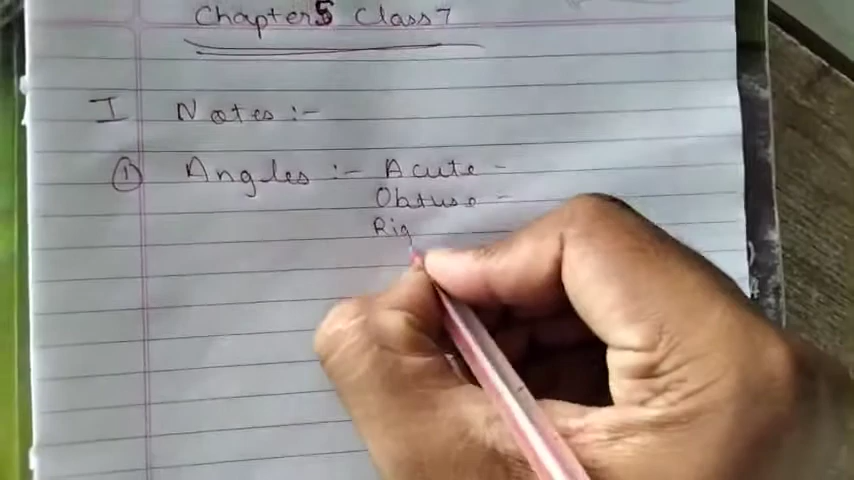 Chapter 5 Class 7
I Notes :-
① Angles :- Acute -
Obtuse -
Rig